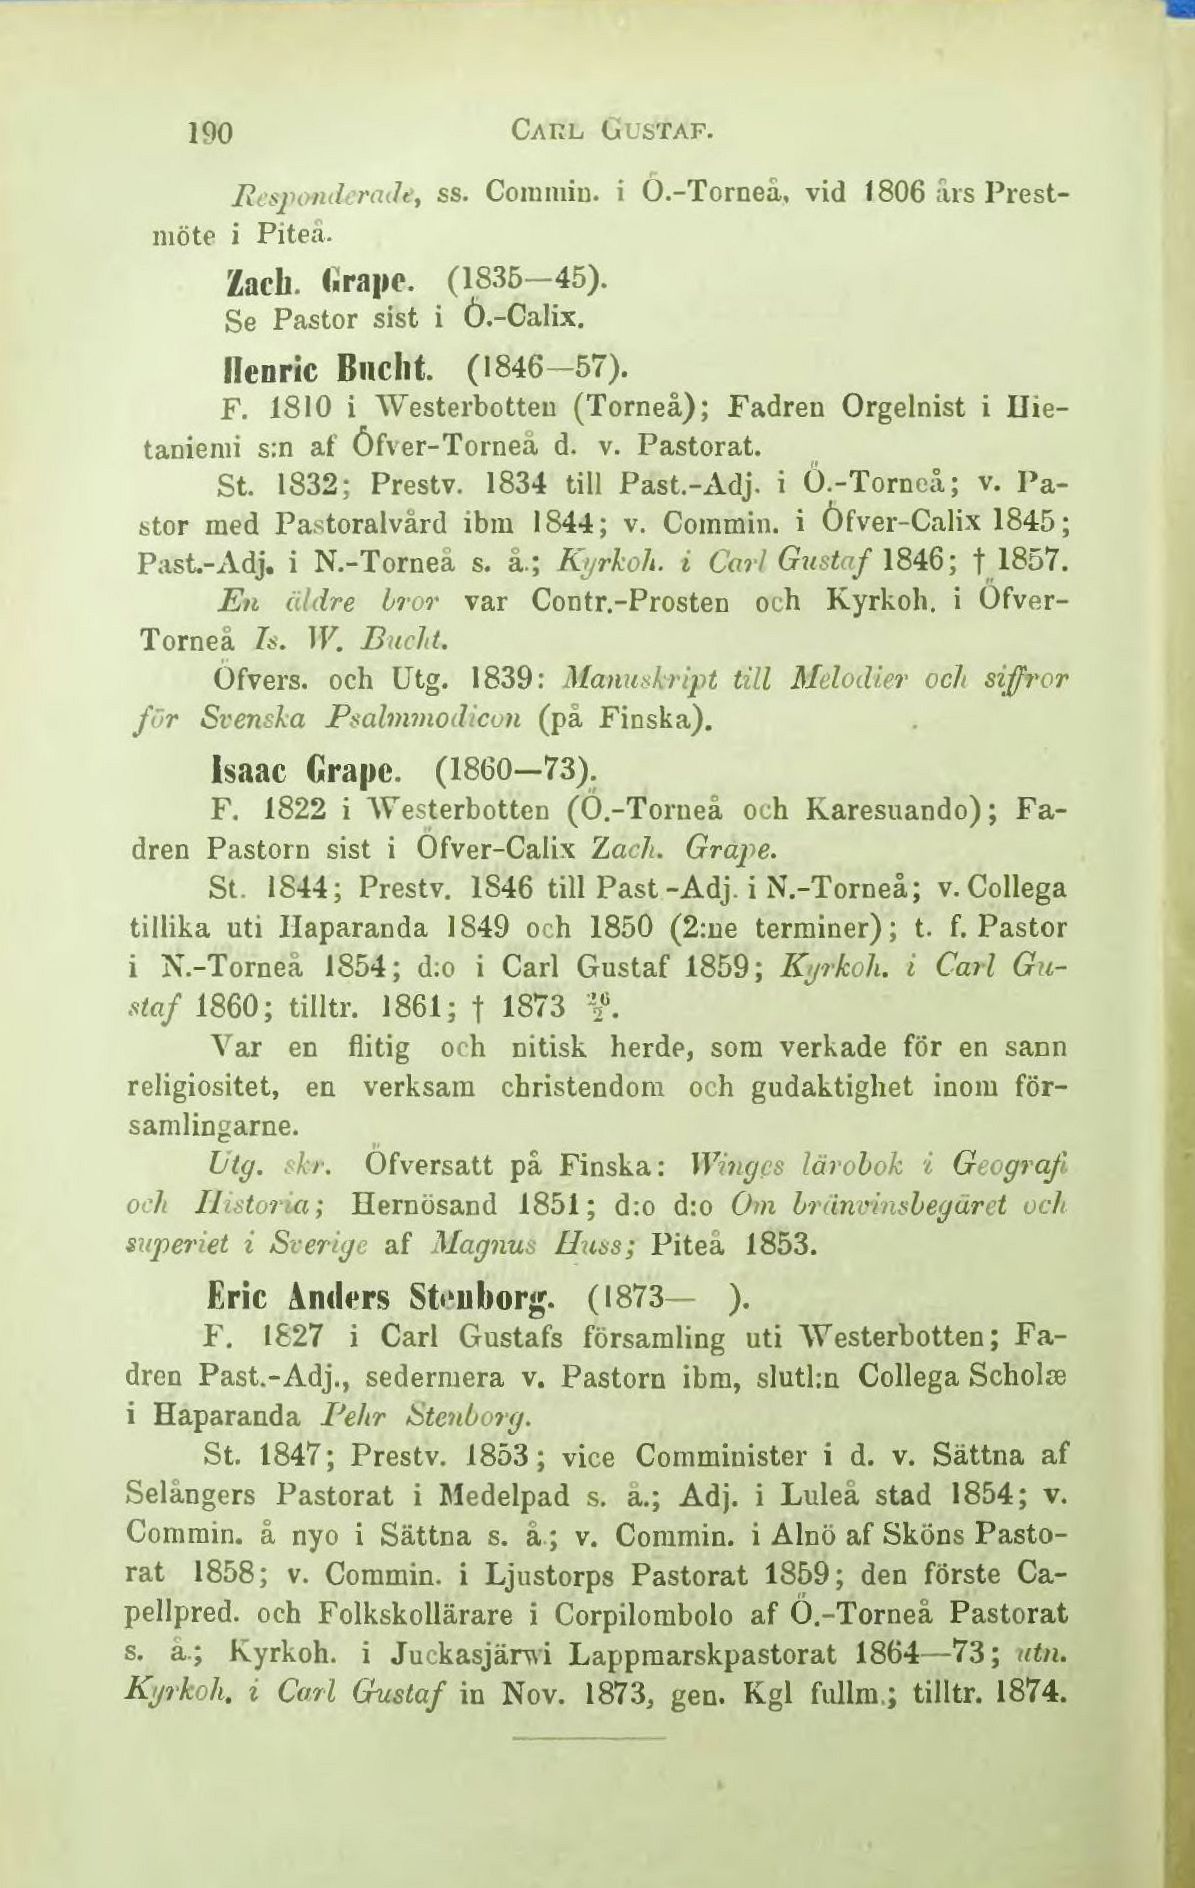 190 CARL GUSTAF.
Responderade, ss. Commin. i Ö.-Torneå, vid 1806 års Prest-
möte i Piteå.
Zach. Grape. (1835—45).
Se Pastor sist i Ö.-Calix.
Henric Bucht. (1846—57).
F. 1810 i Westerbotten (Torneå); Fadren Orgelnist i Hie-
taniemi s:n af Öfver-Torneå d. v. Pastorat.
St. 1832; Prestv. 1834 till Past.-Adj. i Ö.-Torneå; v. Pa-
stor med Pastoralvård ibm 1844; v. Commin. i Öfver-Calix 1845;
Past.-Adj. i N.-Torneå s. å.; Kyrkoh. i Carl Gustaf 1846; † 1857.
En äldre bror var Contr.-Prosten och Kyrkoh. i Öfver-
Torneå Is. W. Bucht.
Öfvers. och Utg. 1839: Manuskript till Melodier och siffror
för Svenska Psalmmodicon (på Finska).
Isaac Grape. (1860—73).
F. 1822 i Westerbotten (Ö.-Torneå och Karesuando); Fa-
dren Pastorn sist i Öfver-Calix Zach. Grape.
St. 1844; Prestv. 1846 till Past.-Adj. i N.-Torneå; v. Collega
tillika uti Haparanda 1849 och 1850 (2:ne terminer); t. f. Pastor
i N.-Torneå 1854; d:o i Carl Gustaf 1859; Kyrkoh. i Carl Gu-
staf 1860; tilltr. 1861; † 1873 26/2.
Var en flitig och nitisk herde, som verkade för en sann
religiositet, en verksam christendom och gudaktighet inom för-
samlingarne.
Utg. skr. Öfversatt på Finska: Winges lärobok i Geografi
och Historia; Hernösand 1851; d:o d:o Om bränvinsbegäret och
superiet i Sverige af Magnus Huss; Piteå 1853.
Eric Anders Stenborg. (1873— ).
F. 1827 i Carl Gustafs församling uti Westerbotten; Fa-
dren Past.-Adj., sedermera v. Pastorn ibm, slutl:n Collega Scholæ
i Haparanda Pehr Stenborg.
St. 1847; Prestv. 1853; vice Comminister i d. v. Sättna af
Selångers Pastorat i Medelpad s. å.; Adj. i Luleå stad 1854; v.
Commin. å nyo i Sättna s. å.; v. Commin. i Alnö af Sköns Pasto-
rat 1858; v. Commin. i Ljustorps Pastorat 1859; den förste Ca-
pellpred. och Folkskollärare i Corpilombolo af Ö.-Torneå Pastorat
s. å.; Kyrkoh. i Juckasjärwi Lappmarskpastorat 1864—73; utn.
Kyrkoh. i Carl Gustaf in Nov. 1873, gen. Kgl fullm.; tilltr. 1874.